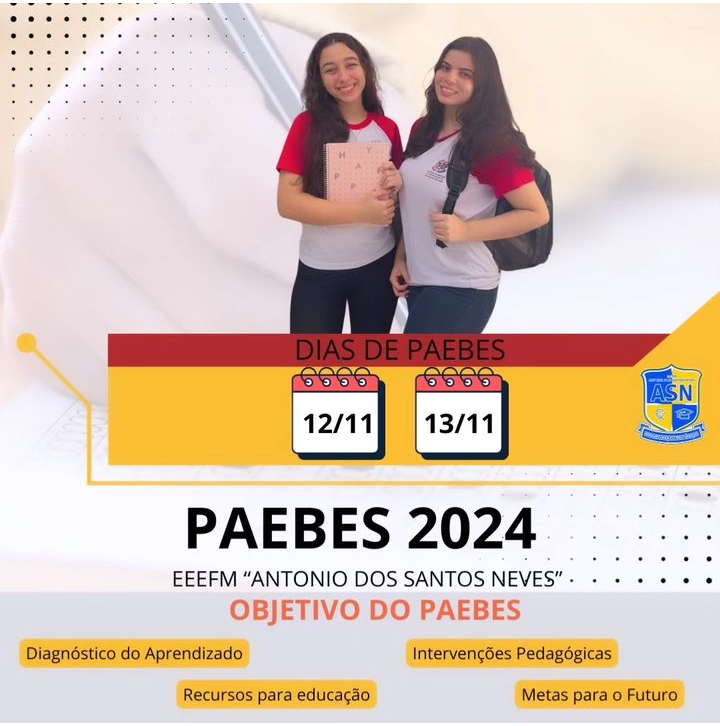 H Y
A
P P
DIAS DE PAEBES
12/11
13/11
ASN
PAEBES 2024
EEEFM “ANTONIO DOS SANTOS NEVES”
OBJETIVO DO PAEBES
Diagnóstico do Aprendizado
Intervenções Pedagógicas
Recursos para educação
Metas para o Futuro